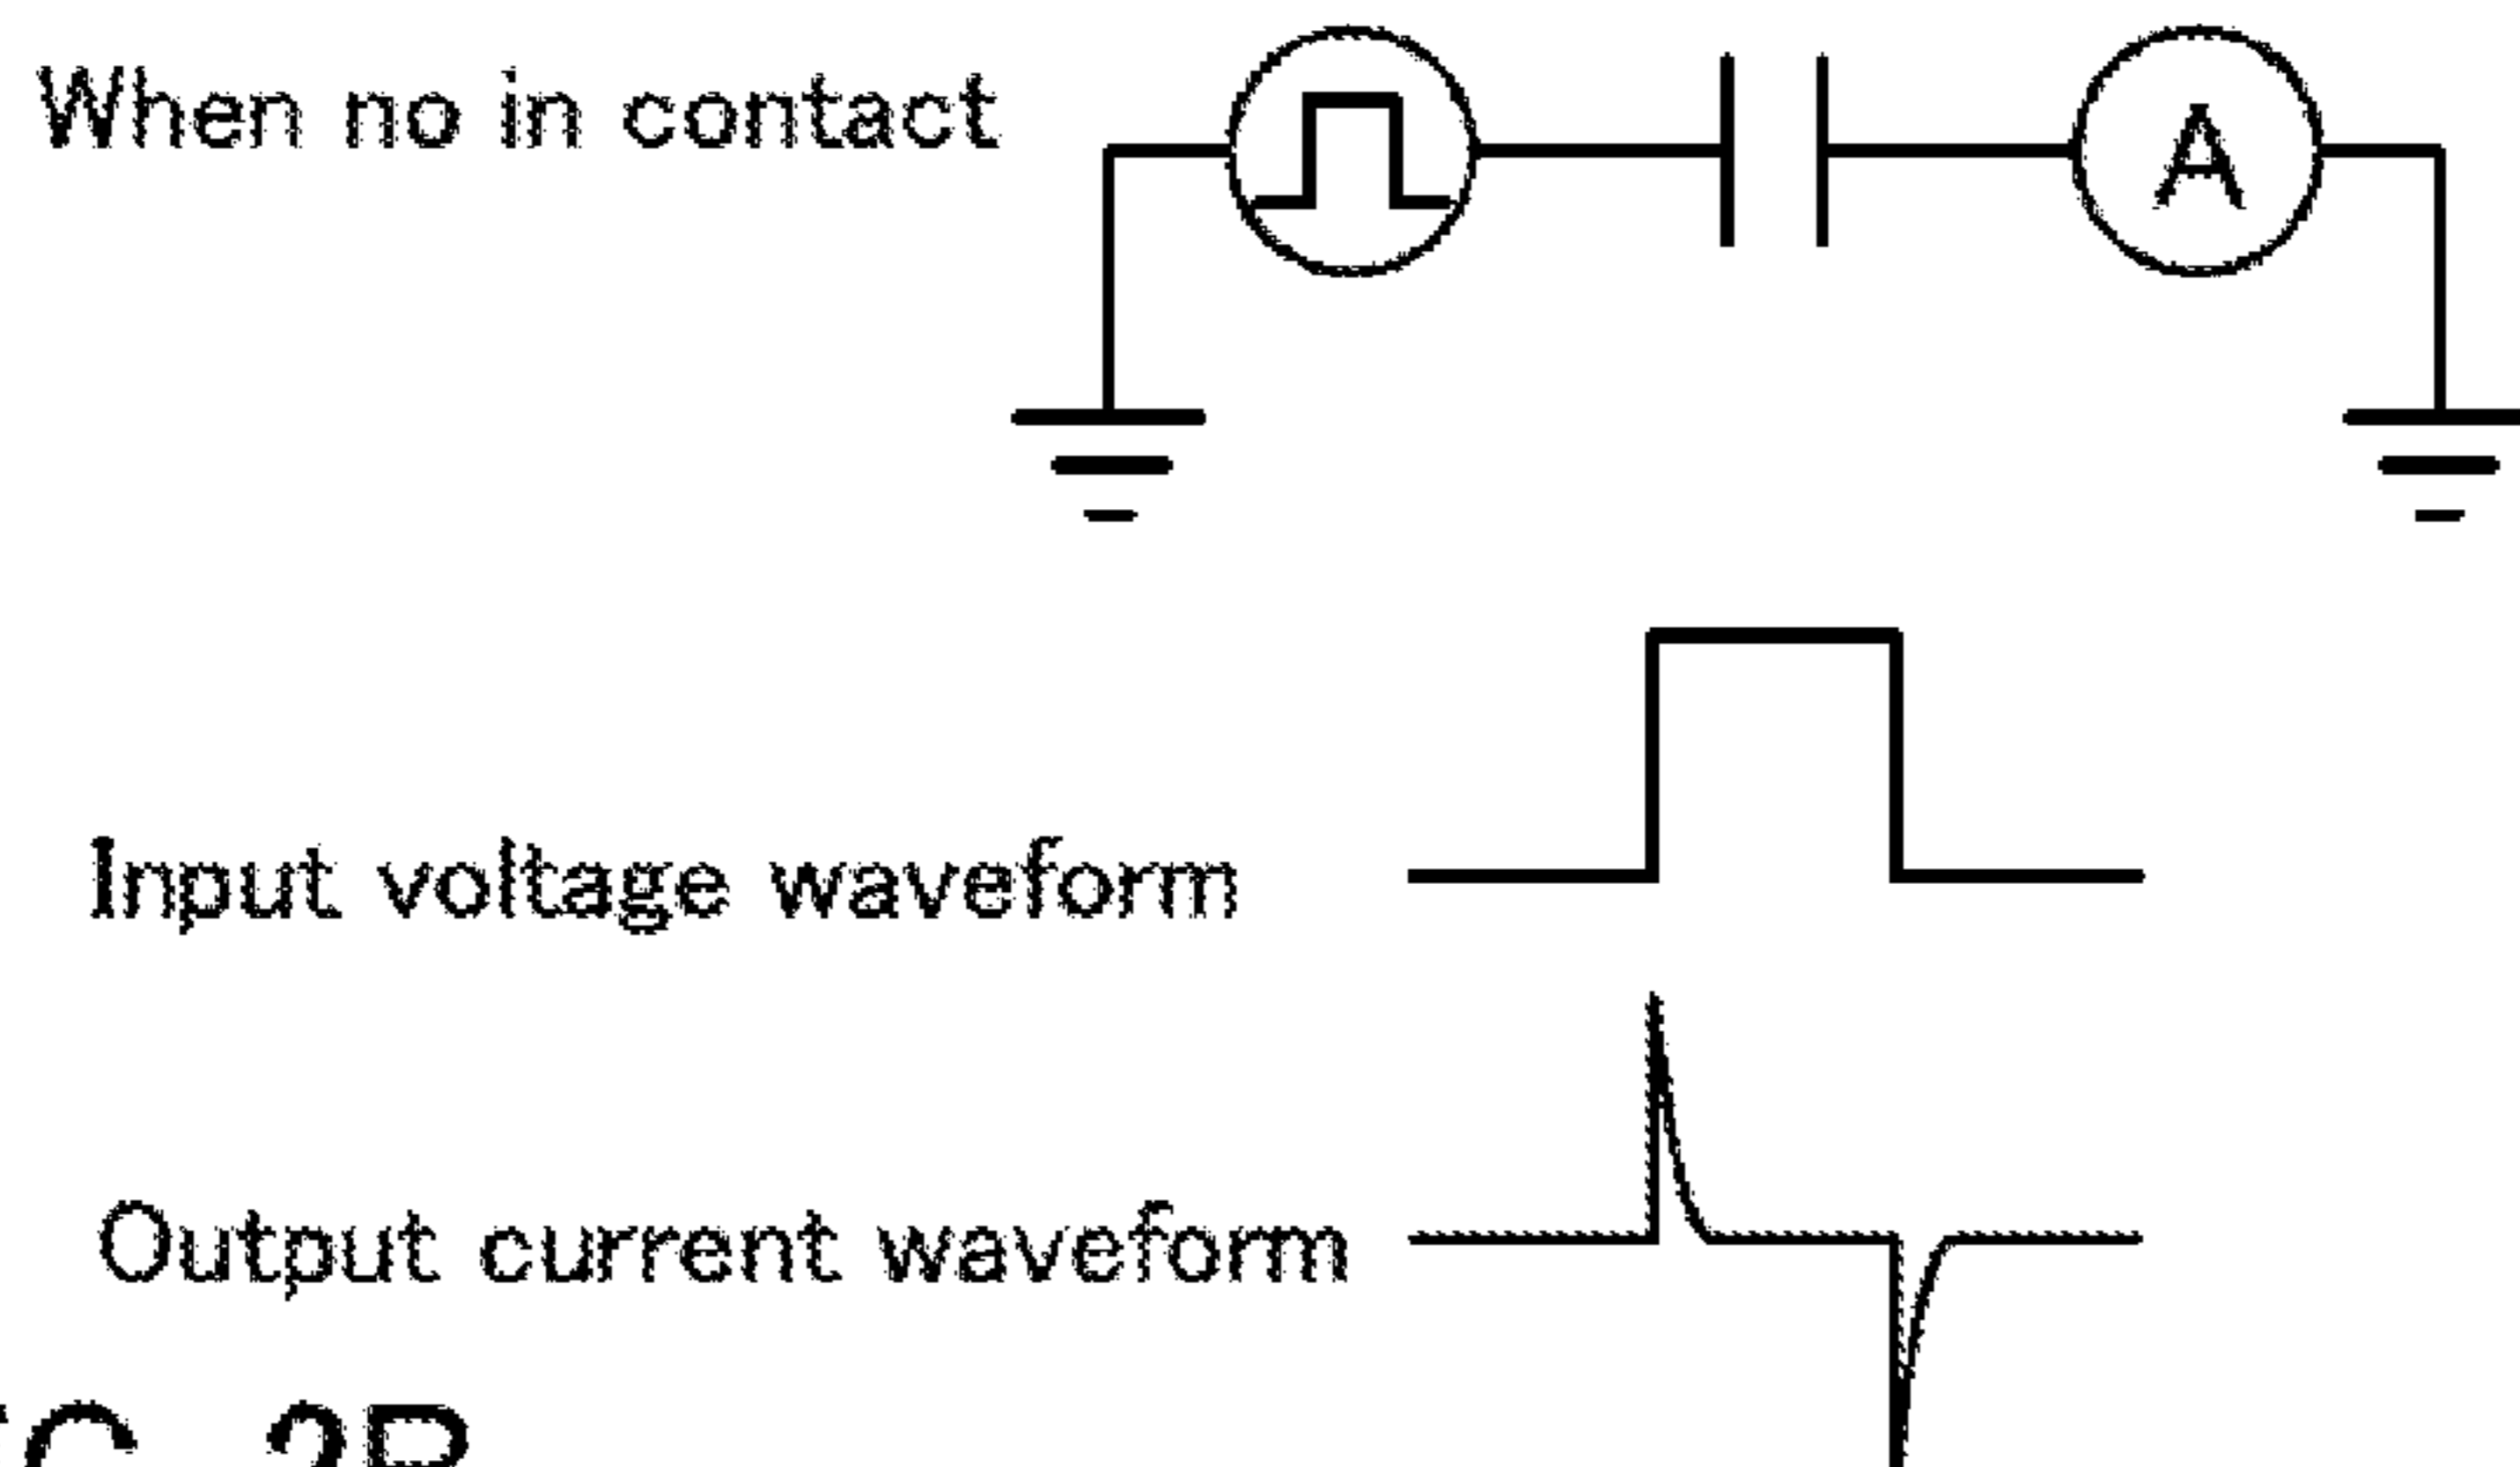 When no in contact
A
Input voltage waveform
Output current waveform